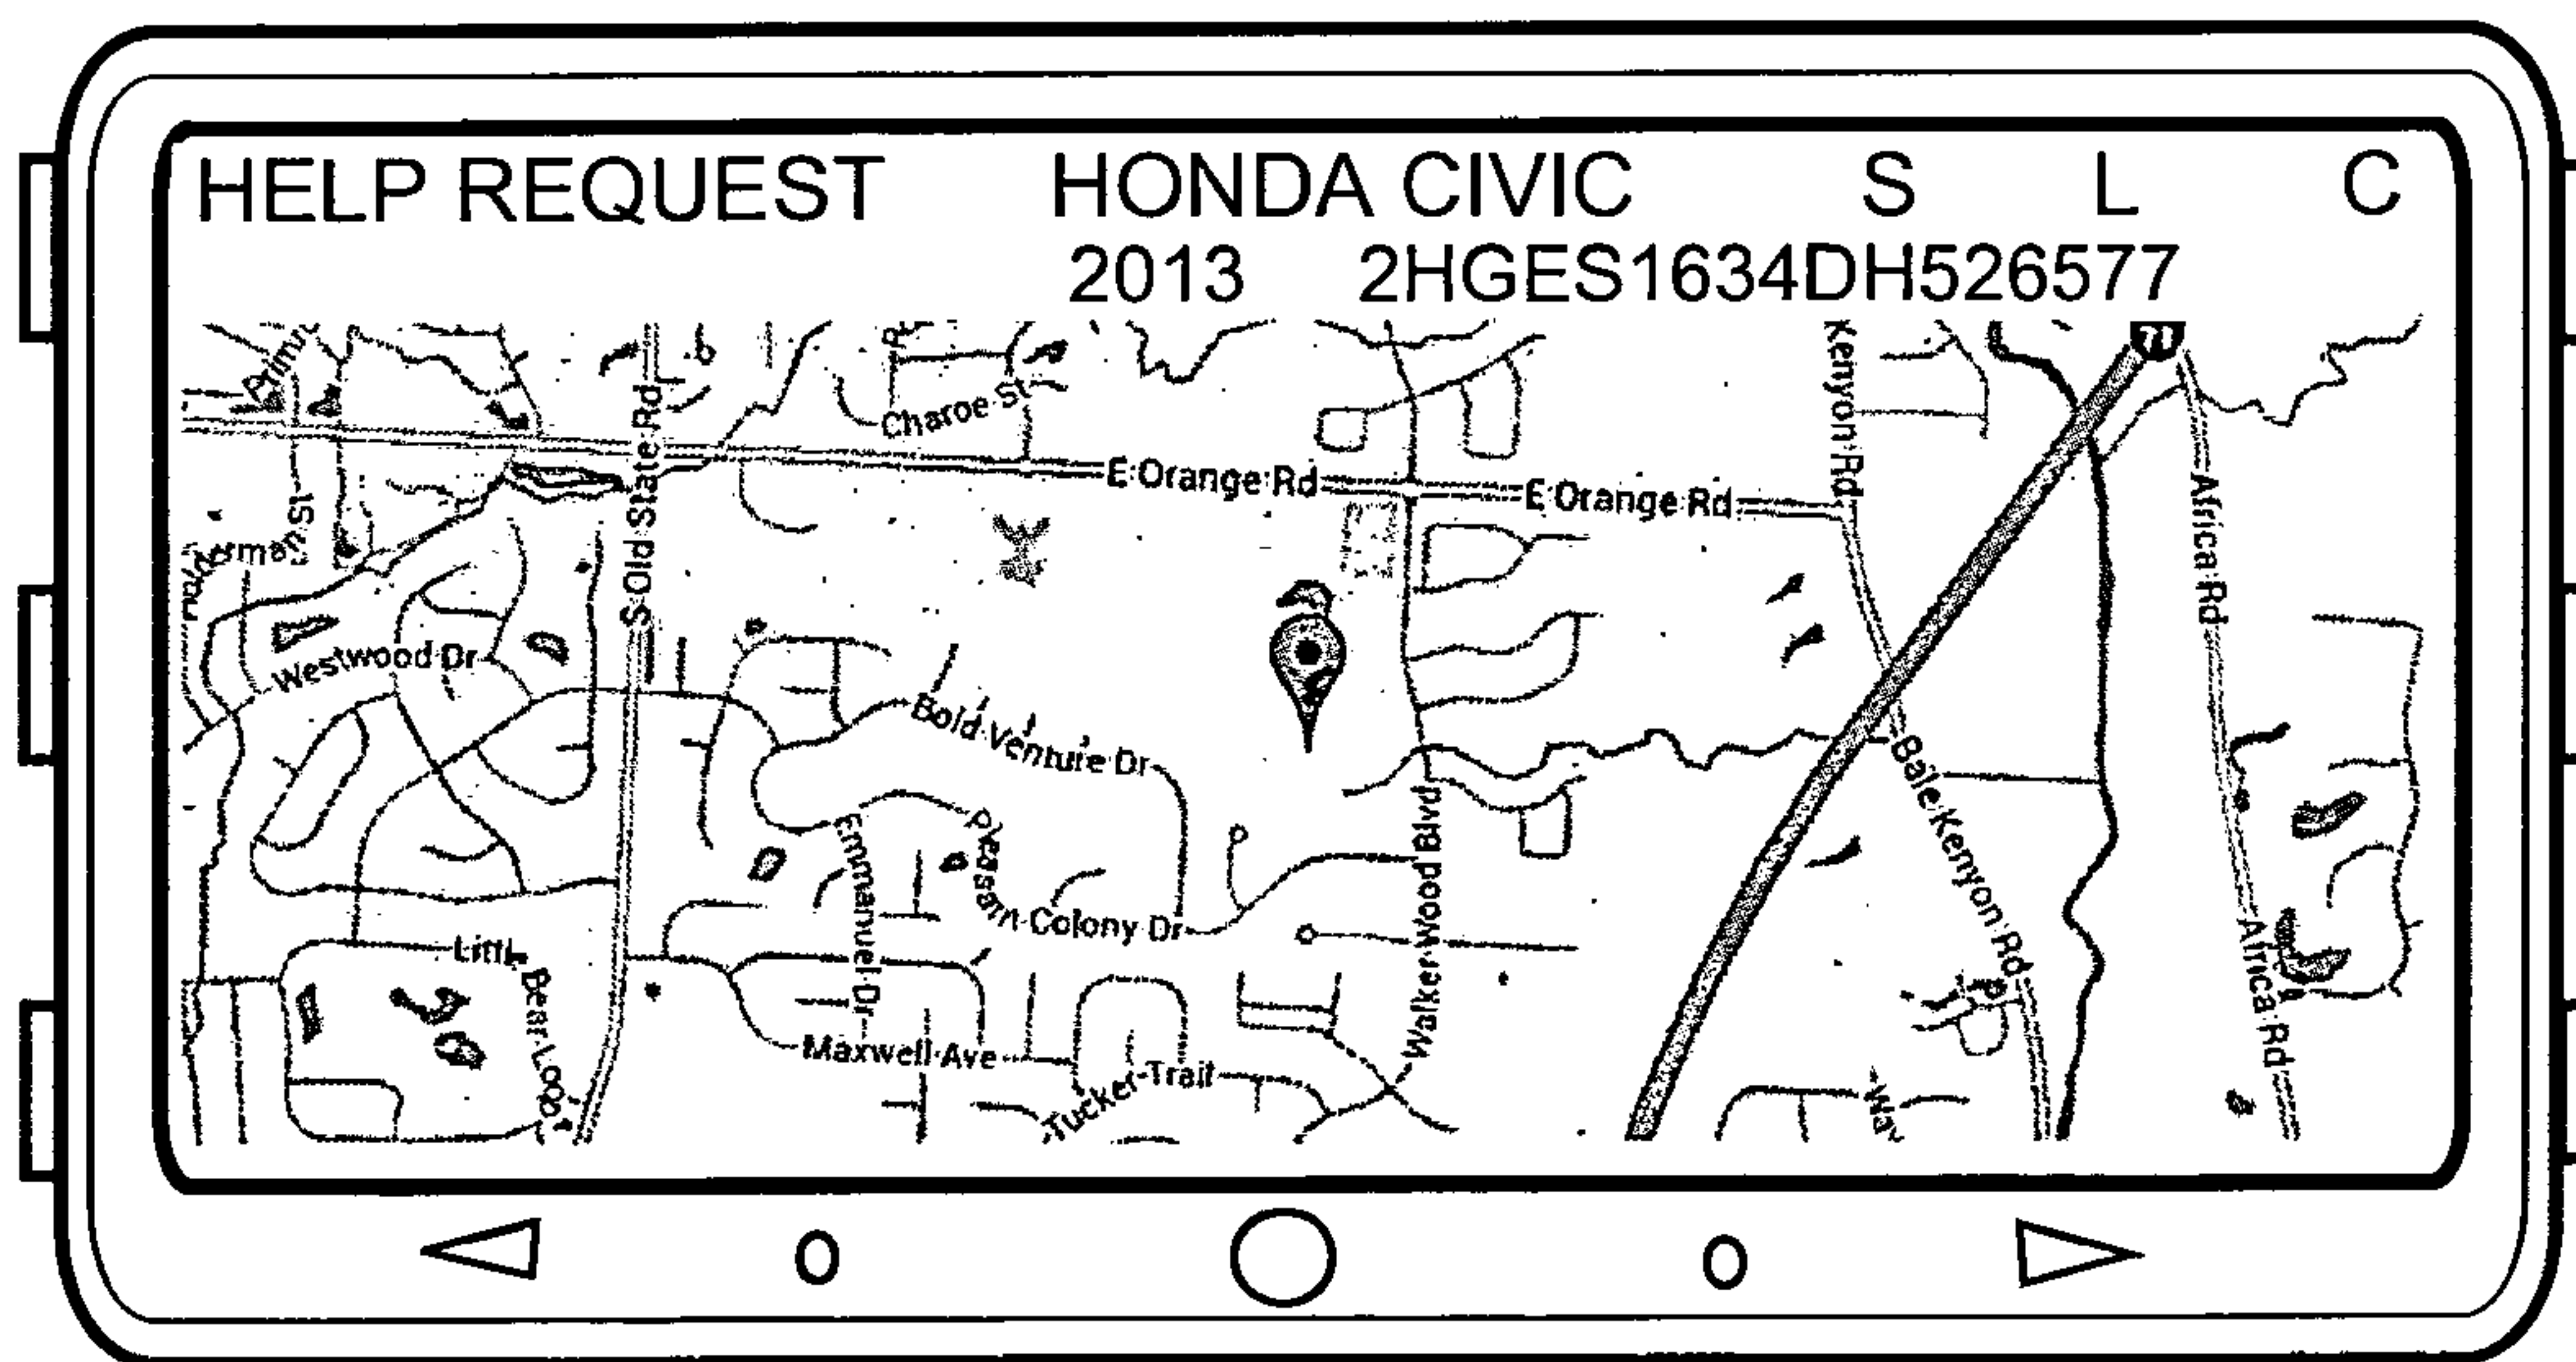 HELP REQUEST HONDA CIVIC S L C
2013 2HGES1634DH526577
71
Kenyon Rd
Charoe St
S Old State Rd
E Orange Rd
E Orange Rd
Africa Rd
Westwood Dr
Bold Venture Dr
Bale Kenyon Rd
Emmanuel Dr
Pleasant Colony Dr
Walker Wood Blvd
Africa Rd
Little Bear Loop
Maxwell Ave
Tucker Trail
Way